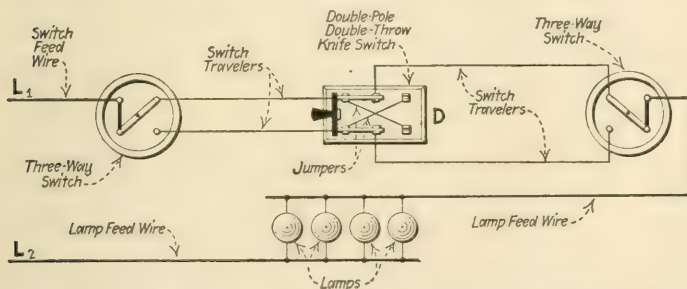 Switch
Feed
Wire
L1
Switch
Travelers
Double-Pole
Double-Throw
Knife Switch
Three-Way
Switch
D
Switch
Travelers
Jumpers
Three-Way
Switch
Lamp Feed Wire
Lamp Feed Wire
L2
Lamps